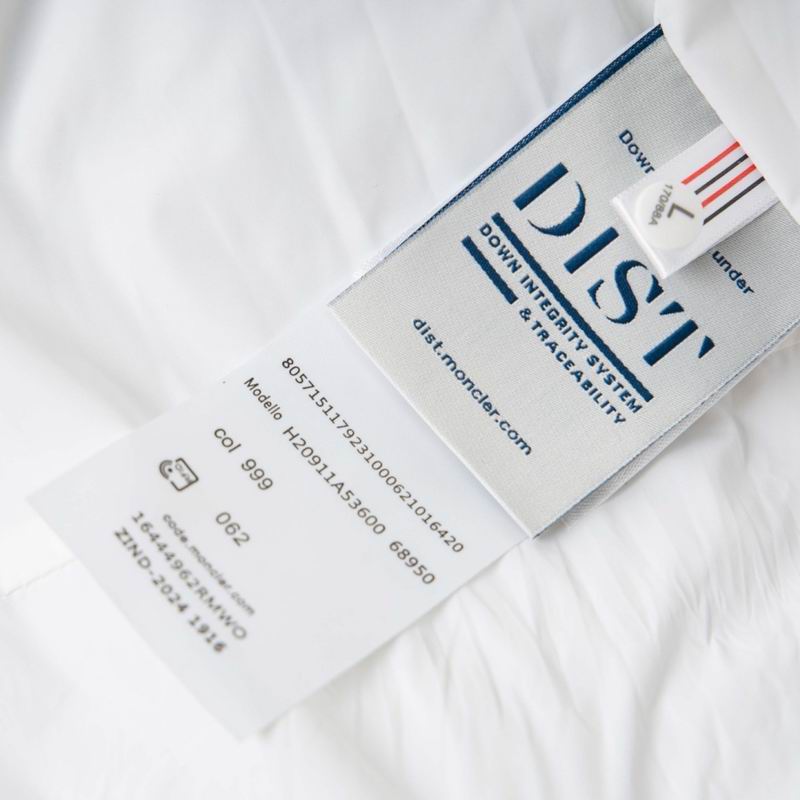 Down
under
L
170/88A
DIST
DOWN INTEGRITY SYSTEM
& TRACEABILITY
dist.moncler.com
8057151179231000621016420
Modello H20911A53600 68950
col 999
062
code.moncler.com
16444962RMWO
ZIND-2024 1916